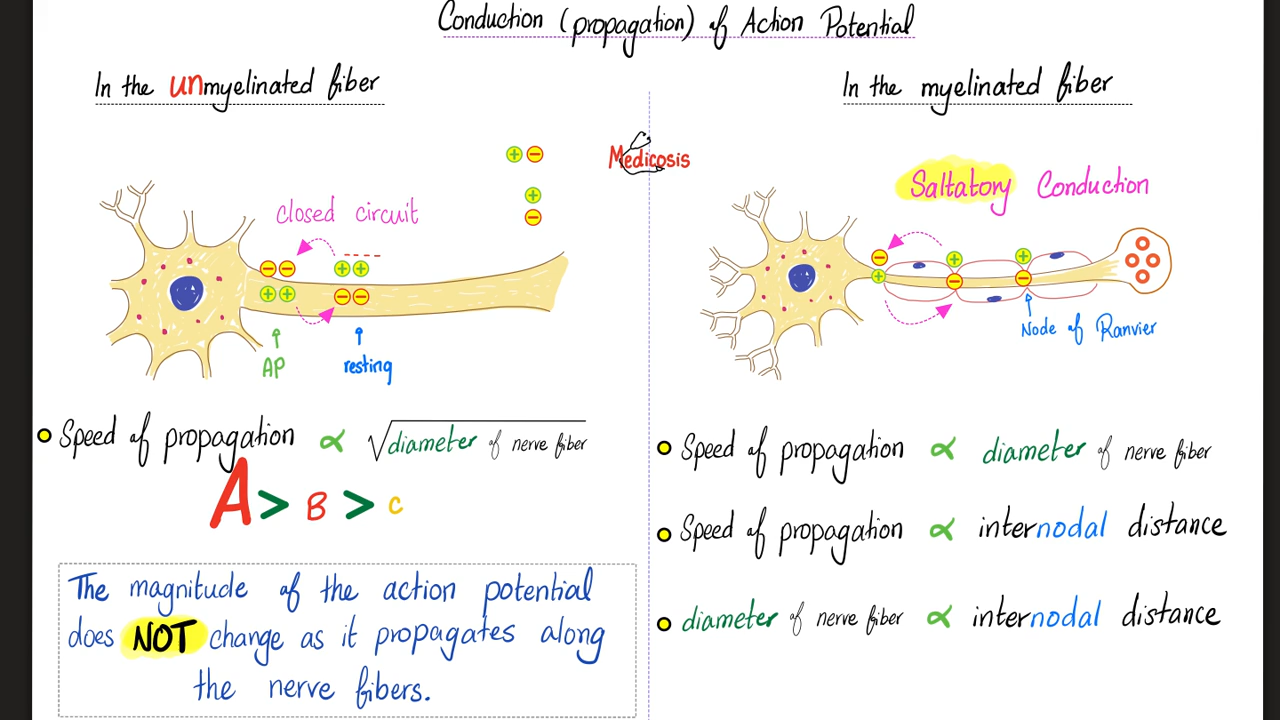 Conduction (propagation) of Action Potential
In the unmyelinated fiber
In the myelinated fiber
Medicosis
Saltatory Conduction
closed circuit
AP
resting
Node of Ranvier
Speed of propagation ∝ √diameter of nerve fiber
A > B > C
The magnitude of the action potential
does NOT change as it propagates along
the nerve fibers.
Speed of propagation ∝ diameter of nerve fiber
Speed of propagation ∝ internodal distance
diameter of nerve fiber ∝ internodal distance